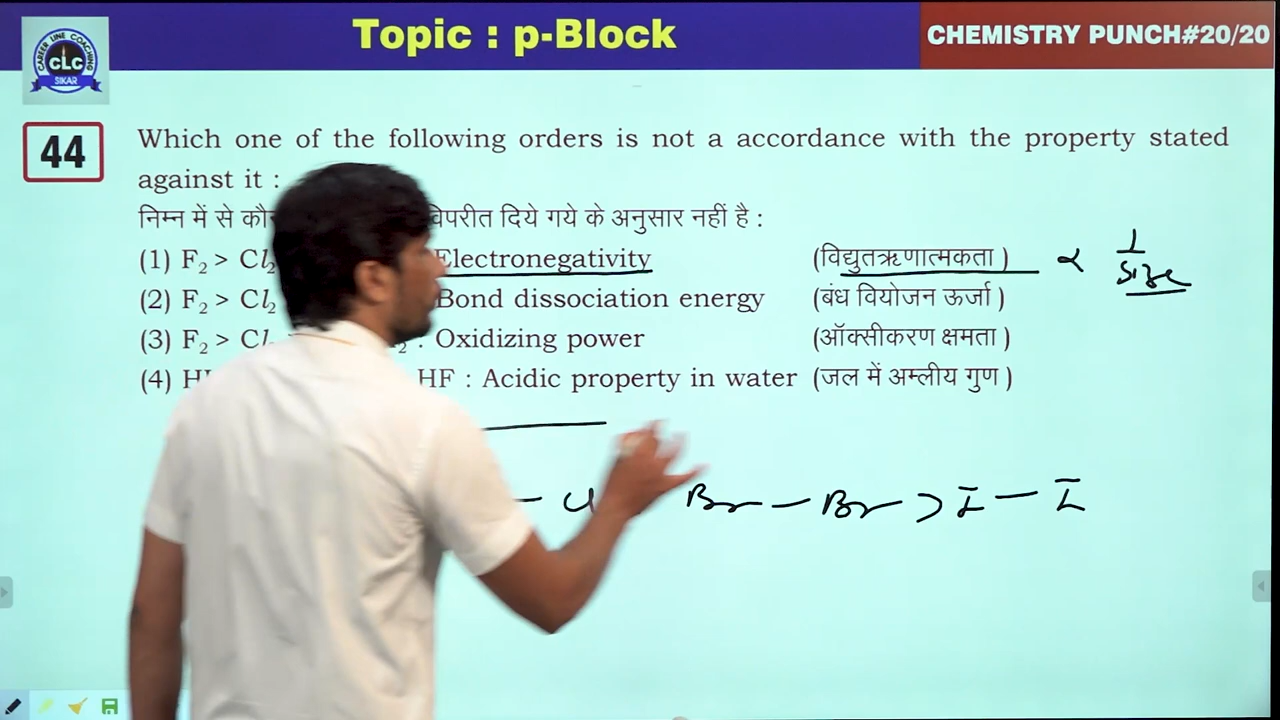 Topic : p-Block
CHEMISTRY PUNCH#20/20
CAREER LINE COACHING
CLC
SIKAR
44
Which one of the following orders is not a accordance with the property stated
against it :
निम्न में से विपरीत दिये गये के अनुसार नहीं है :
(1) F₂ > Cl₂ Electronegativity (विद्युतऋणात्मकता ) ∝ 1/size
(2) F₂ > Cl₂ Bond dissociation energy (बंध वियोजन ऊर्जा )
(3) F₂ > Cl : Oxidizing power (ऑक्सीकरण क्षमता )
(4) HF : Acidic property in water (जल में अम्लीय गुण )
Br — Br > I — I